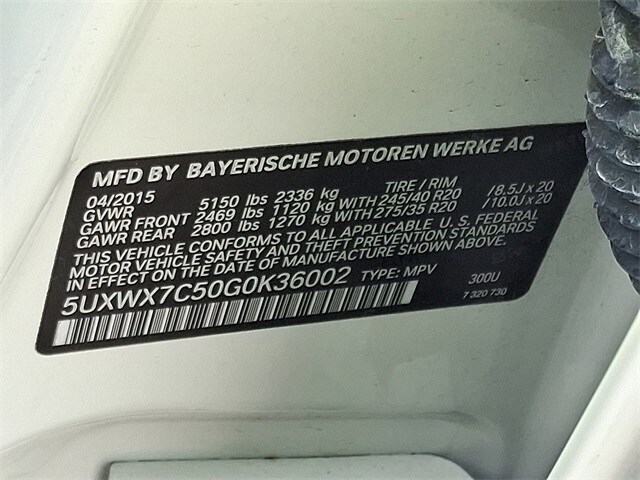 MFD BY BAYERISCHE MOTOREN WERKE AG
04/2015 TIRE / RIM
GVWR 5150 lbs 2336 kg
GAWR FRONT 2469 lbs 1120 kg WITH 245/40 R20 /8.5J x 20
GAWR REAR 2800 lbs 1270 kg WITH 275/35 R20 /10.0J x 20
THIS VEHICLE CONFORMS TO ALL APPLICABLE U. S. FEDERAL
MOTOR VEHICLE SAFETY AND THEFT PREVENTION STANDARDS
IN EFFECT ON THE DATE OF MANUFACTURE SHOWN ABOVE.
5UXWX7C50G0K36002 TYPE: MPV 300U
7 320 730